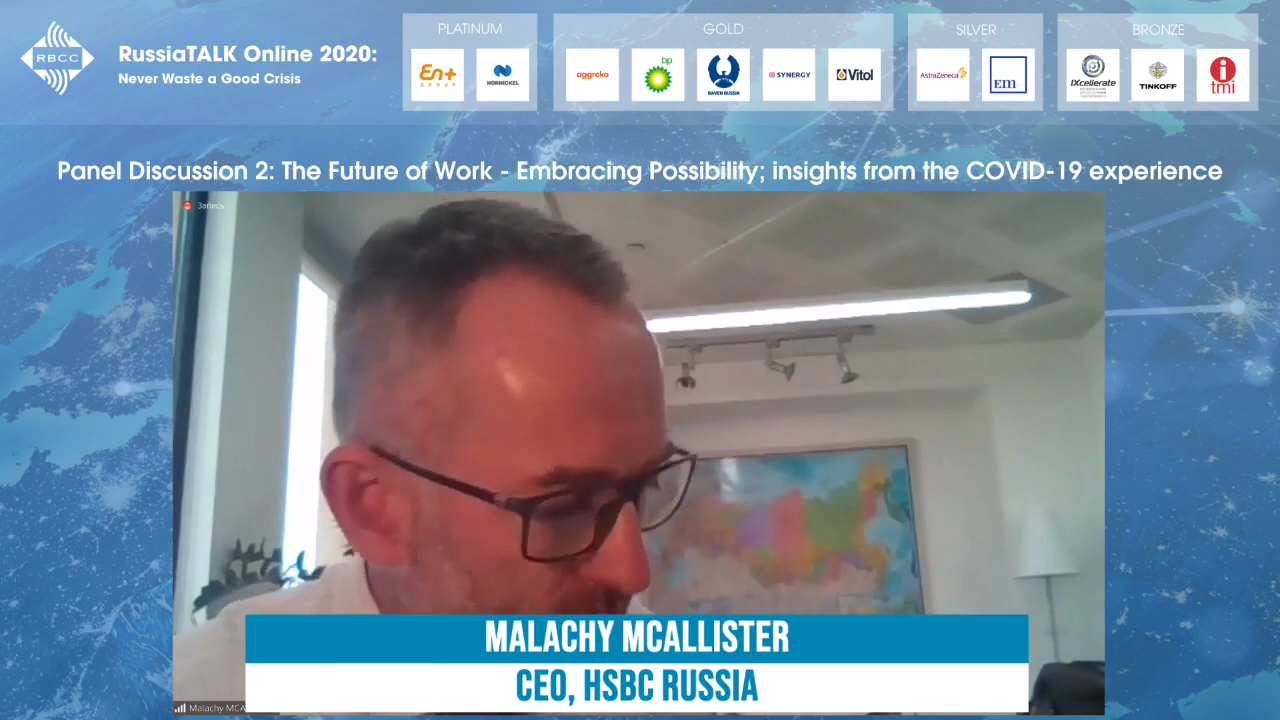 RBCC
RussiaTALK Online 2020:
Never Waste a Good Crisis
PLATINUM
GOLD
SILVER
BRONZE
En+
GROUP
NORNICKEL
aggreko
bp
RAVEN RUSSIA
SYNERGY
Vitol
AstraZeneca
EM
IXcellerate
TINKOFF
i
tmi
Panel Discussion 2: The Future of Work - Embracing Possibility; insights from the COVID-19 experience
Запись
MALACHY MCALLISTER
CEO, HSBC RUSSIA
Malachy MCA